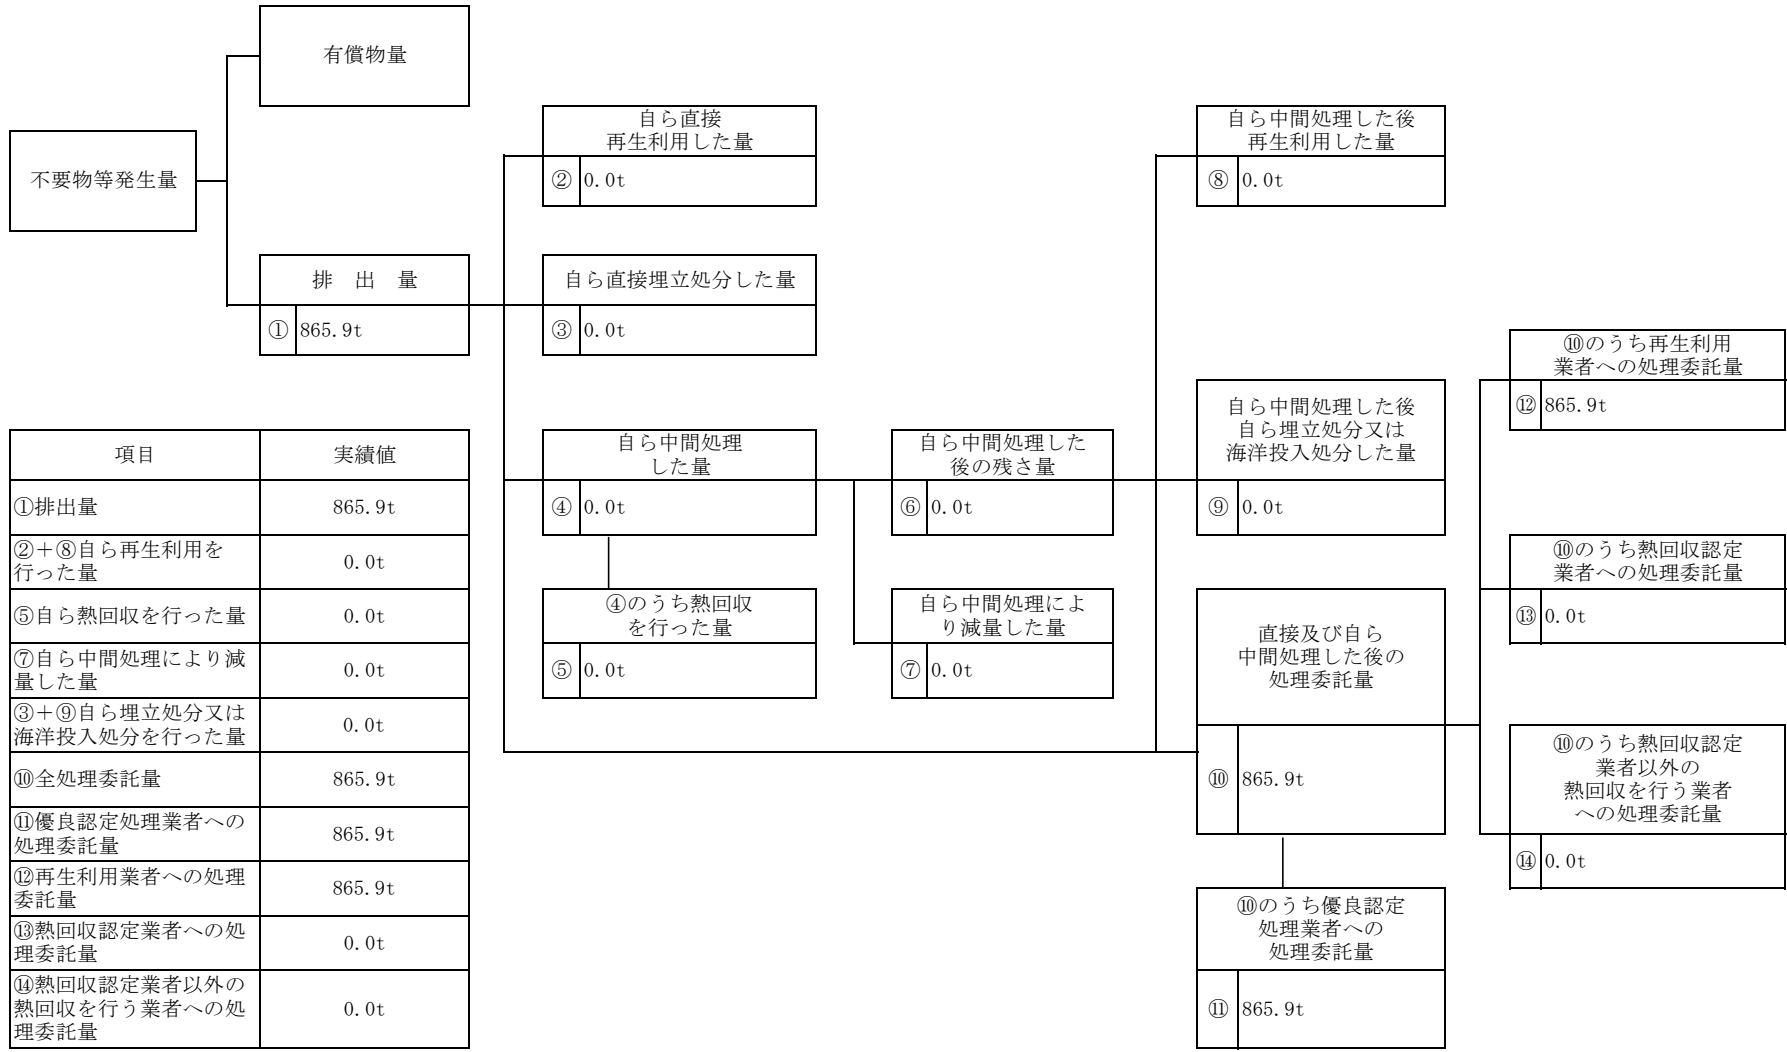 有償物量
不要物等発生量
排　出　量
① 865.9t
自ら直接
再生利用した量
② 0.0t
自ら直接埋立処分した量
③ 0.0t
自ら中間処理
した量
④ 0.0t
④のうち熱回収
を行った量
⑤ 0.0t
自ら中間処理した
後の残さ量
⑥ 0.0t
自ら中間処理によ
り減量した量
⑦ 0.0t
自ら中間処理した後
再生利用した量
⑧ 0.0t
自ら中間処理した後
自ら埋立処分又は
海洋投入処分した量
⑨ 0.0t
直接及び自ら
中間処理した後の
処理委託量
⑩ 865.9t
⑩のうち優良認定
処理業者への
処理委託量
⑪ 865.9t
⑩のうち再生利用
業者への処理委託量
⑫ 865.9t
⑩のうち熱回収認定
業者への処理委託量
⑬ 0.0t
⑩のうち熱回収認定
業者以外の
熱回収を行う業者
への処理委託量
⑭ 0.0t
項目 実績値
①排出量 865.9t
②＋⑧自ら再生利用を
行った量 0.0t
⑤自ら熱回収を行った量 0.0t
⑦自ら中間処理により減
量した量 0.0t
③＋⑨自ら埋立処分又は
海洋投入処分を行った量 0.0t
⑩全処理委託量 865.9t
⑪優良認定処理業者への
処理委託量 865.9t
⑫再生利用業者への処理
委託量 865.9t
⑬熱回収認定業者への処
理委託量 0.0t
⑭熱回収認定業者以外の
熱回収を行う業者への処
理委託量 0.0t